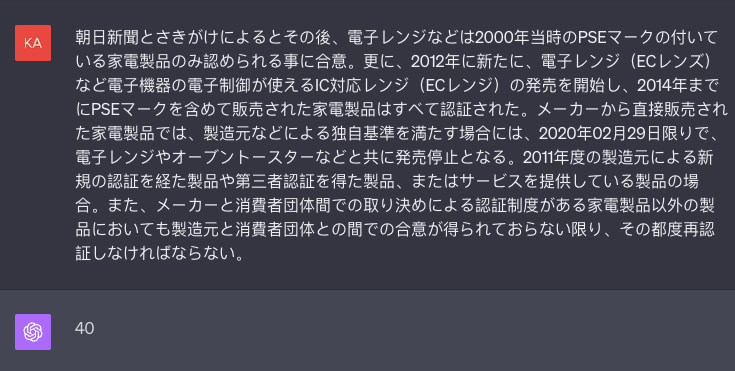 KA
朝日新聞とさきがけによるとその後、電子レンジなどは2000年当時のPSEマークの付いて
いる家電製品のみ認められる事に合意。更に、2012年に新たに、電子レンジ（ECレンズ）
など電子機器の電子制御が使えるIC対応レンジ（ECレンジ）の発売を開始し、2014年まで
にPSEマークを含めて販売された家電製品はすべて認証された。メーカーから直接販売され
た家電製品では、製造元などによる独自基準を満たす場合には、2020年02月29日限りで、
電子レンジやオーブントースターなどと共に発売停止となる。2011年度の製造元による新
規の認証を経た製品や第三者認証を得た製品、またはサービスを提供している製品の場
合。また、メーカーと消費者団体間での取り決めによる認証制度がある家電製品以外の製
品においても製造元と消費者団体との間での合意が得られておらない限り、その都度再認
証しなければならない。
40